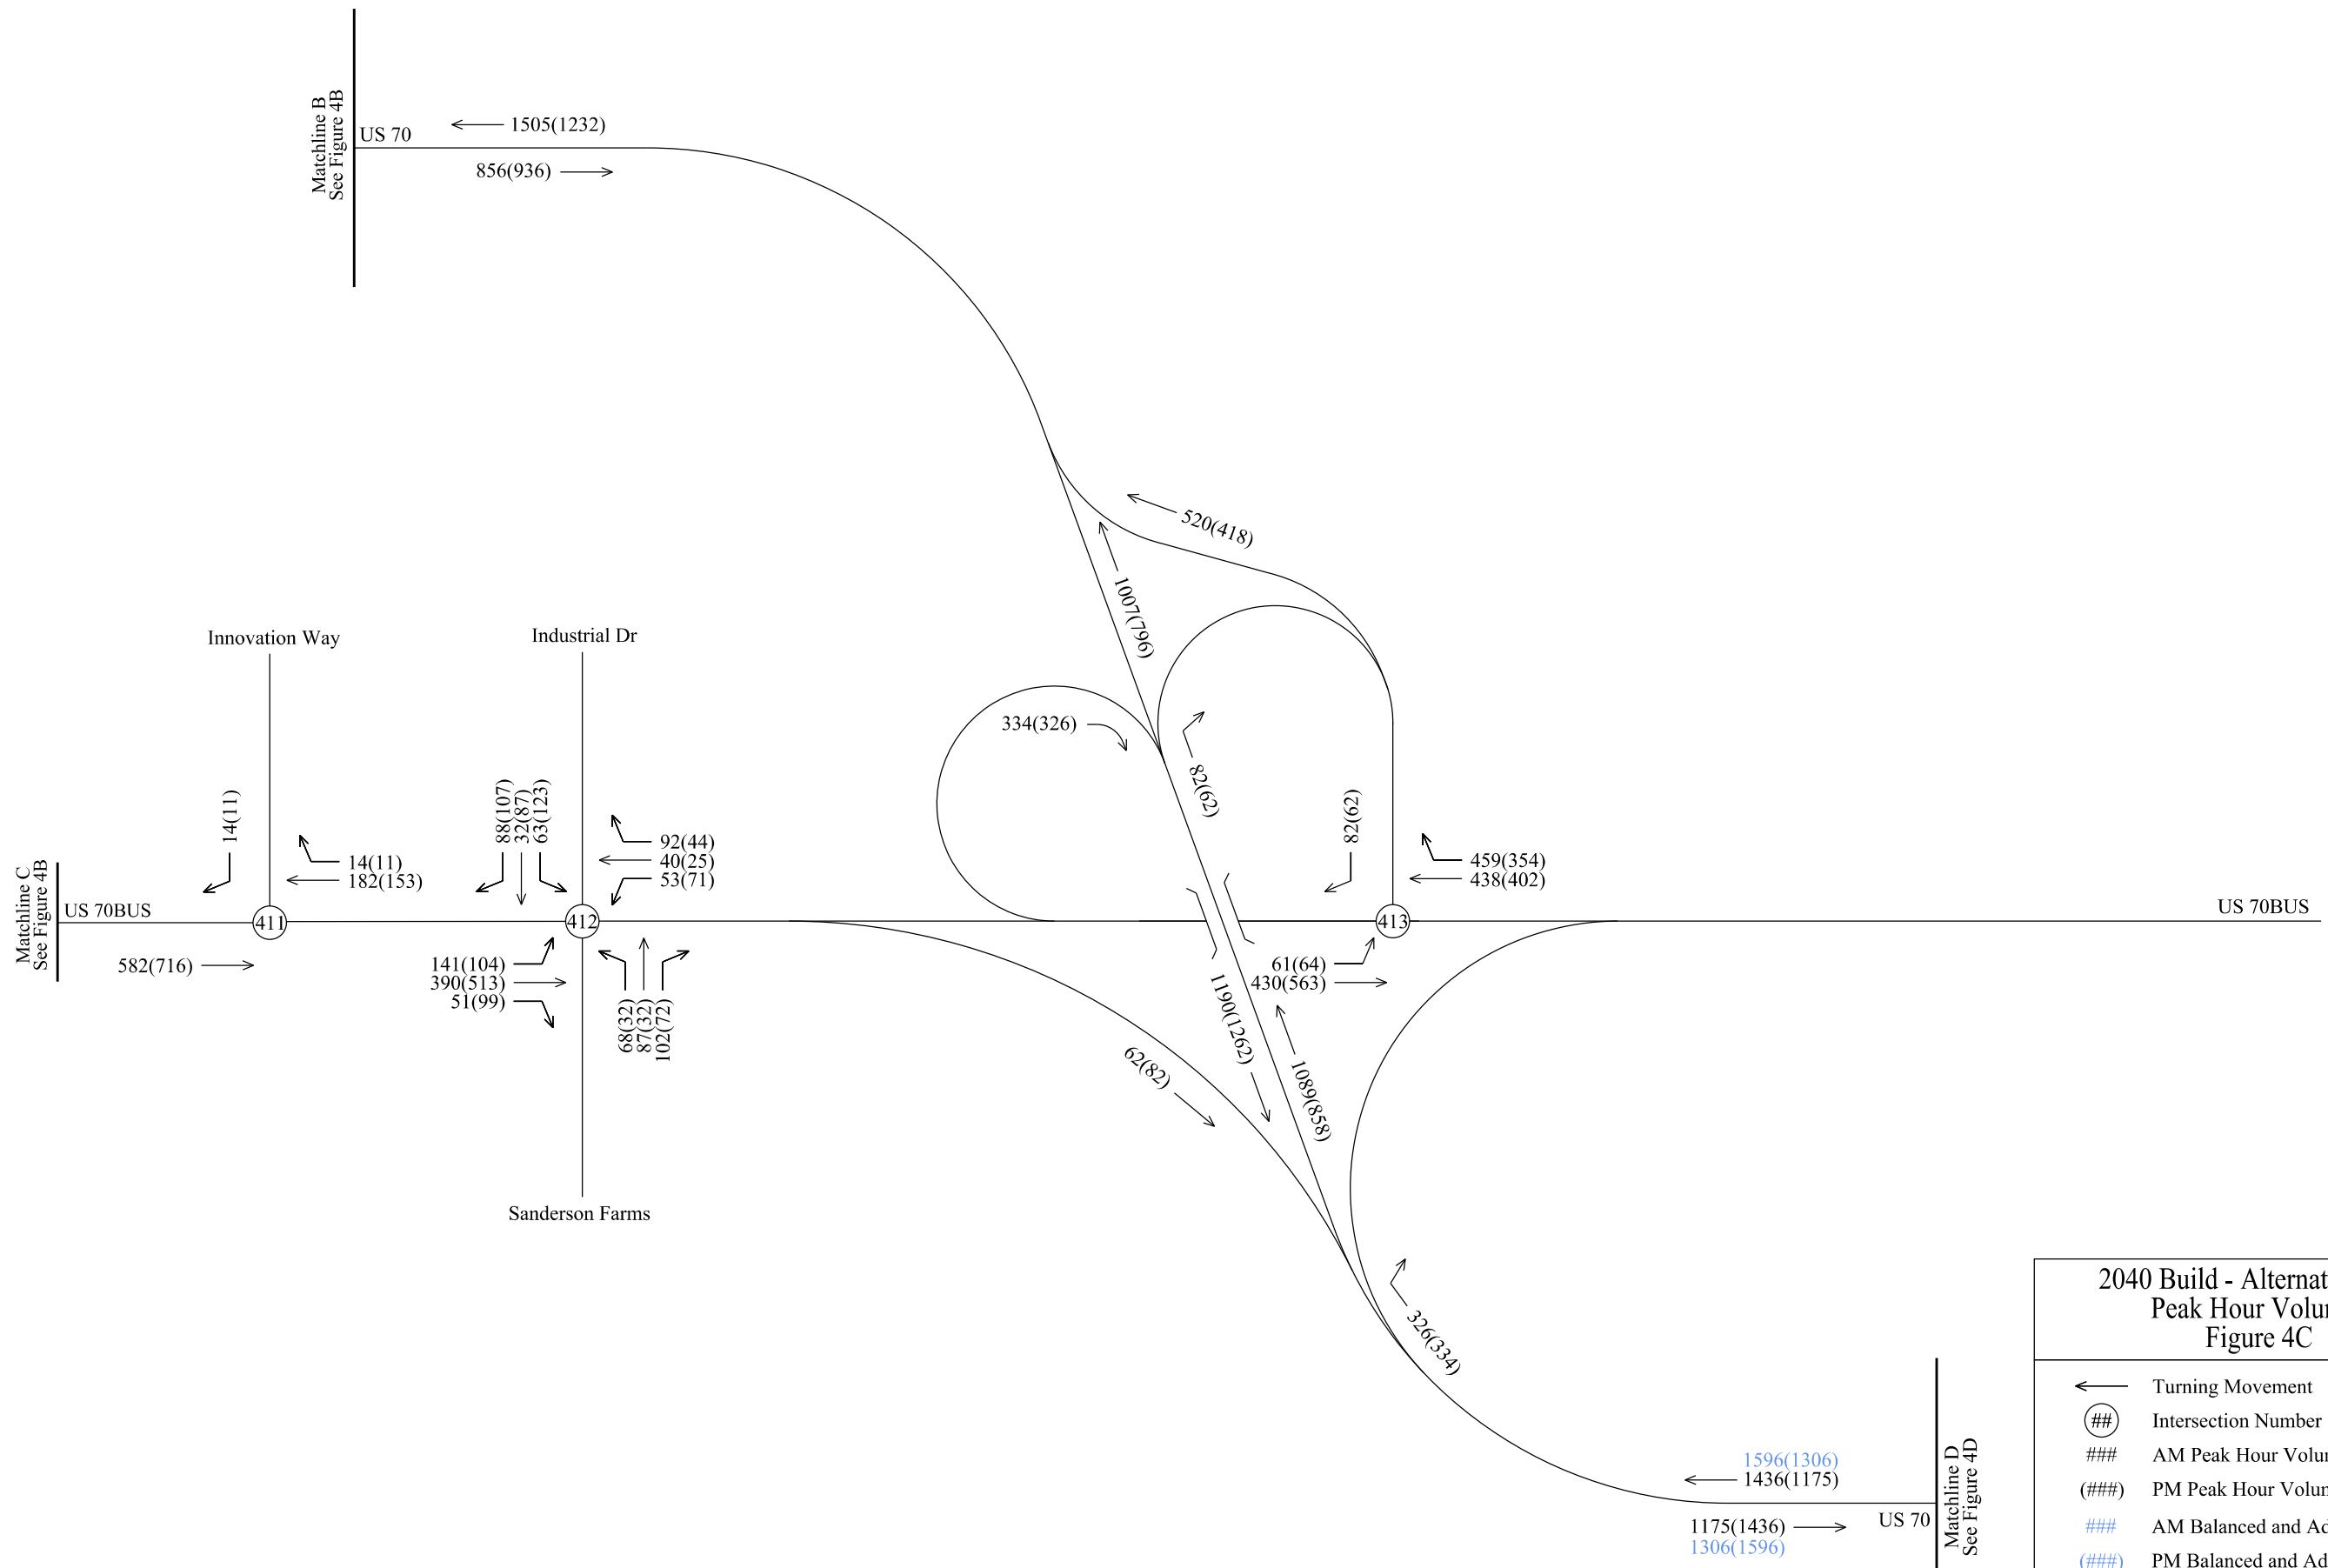 Matchline B
See Figure 4B
US 70
1505(1232)
856(936)
520(418)
1007(796)
Innovation Way
Industrial Dr
334(326)
82(62)
14(11)
88(107)
32(87)
63(123)
82(62)
92(44)
40(25)
53(71)
14(11)
182(153)
459(354)
438(402)
Matchline C
See Figure 4B
US 70BUS
411
412
413
US 70BUS
582(716)
141(104)
390(513)
51(99)
68(32)
87(32)
102(72)
61(64)
430(563)
1190(1262)
1089(858)
62(82)
Sanderson Farms
326(334)
1596(1306)
1436(1175)
1175(1436)
1306(1596)
US 70
Matchline D
See Figure 4D
2040 Build - Alternat
Peak Hour Volu
Figure 4C
Turning Movement
## Intersection Number
### AM Peak Hour Volu
(###) PM Peak Hour Volu
### AM Balanced and Ad
(###) PM Balanced and Ad